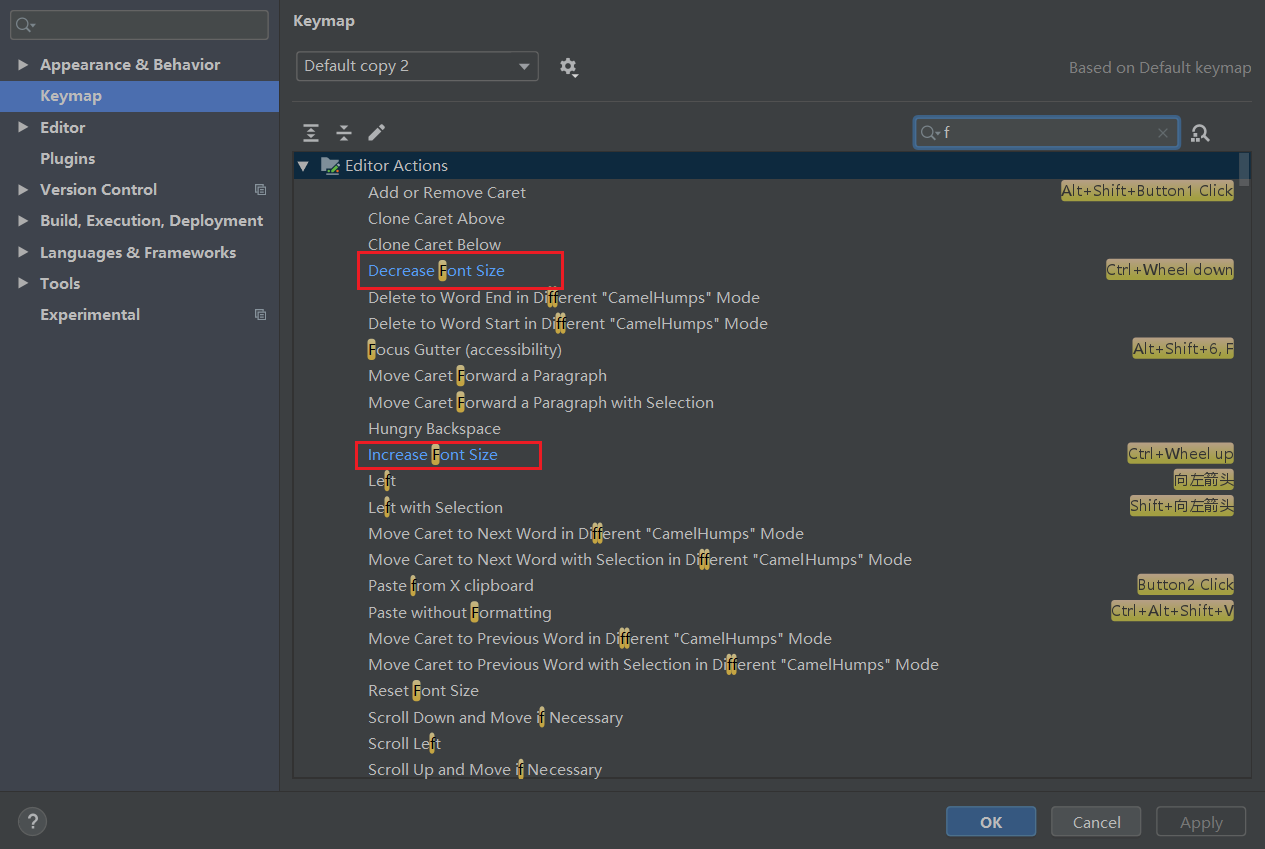 Keymap
Appearance & Behavior
Keymap
Editor
Plugins
Version Control
Build, Execution, Deployment
Languages & Frameworks
Tools
Experimental
Default copy 2
Based on Default keymap
f
Editor Actions
Add or Remove Caret Alt+Shift+Button1 Click
Clone Caret Above
Clone Caret Below
Decrease Font Size Ctrl+Wheel down
Delete to Word End in Different "CamelHumps" Mode
Delete to Word Start in Different "CamelHumps" Mode
Focus Gutter (accessibility) Alt+Shift+6, F
Move Caret Forward a Paragraph
Move Caret Forward a Paragraph with Selection
Hungry Backspace
Increase Font Size Ctrl+Wheel up
Left 向左箭头
Left with Selection Shift+向左箭头
Move Caret to Next Word in Different "CamelHumps" Mode
Move Caret to Next Word with Selection in Different "CamelHumps" Mode
Paste from X clipboard Button2 Click
Paste without Formatting Ctrl+Alt+Shift+V
Move Caret to Previous Word in Different "CamelHumps" Mode
Move Caret to Previous Word with Selection in Different "CamelHumps" Mode
Reset Font Size
Scroll Down and Move if Necessary
Scroll Left
Scroll Up and Move if Necessary
? OK Cancel Apply